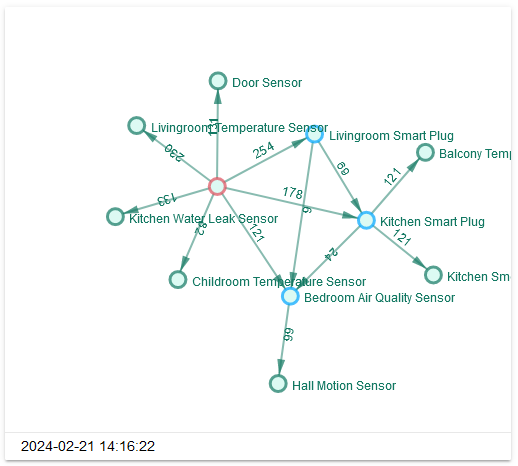 Door Sensor
131
Livingroom Temperature Sensor
230
254
Livingroom Smart Plug
Balcony Temp
69
121
133
178
Kitchen Water Leak Sensor
Kitchen Smart Plug
82
121
121
24
Childroom Temperature Sensor
Kitchen Sm
Bedroom Air Quality Sensor
Hall Motion Sensor
2024-02-21 14:16:22